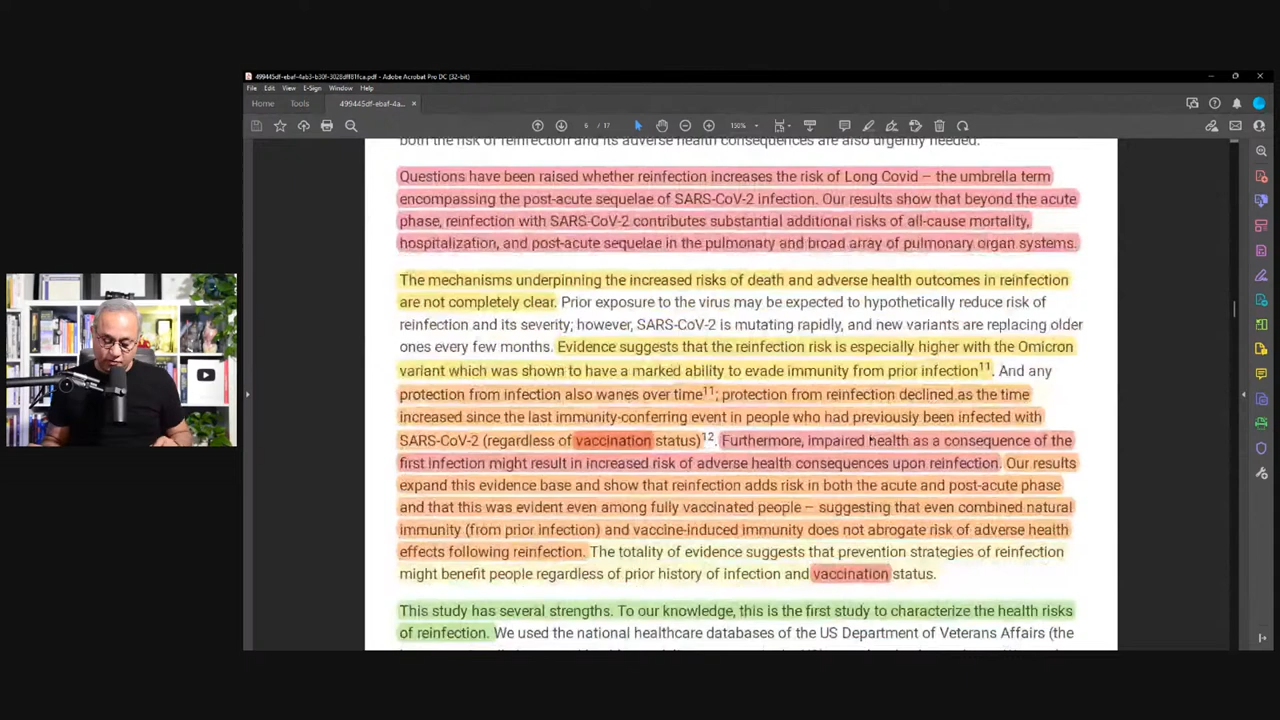 499445df-ebaf-4ab3-b30f-3028dff81fca.pdf - Adobe Acrobat Pro DC (32-bit)
File Edit View E-Sign Window Help
Home Tools 499445df-ebaf-4a...
6 / 17 150%
both the risk of reinfection and its adverse health consequences are also urgently needed.
Questions have been raised whether reinfection increases the risk of Long Covid – the umbrella term
encompassing the post-acute sequelae of SARS-CoV-2 infection. Our results show that beyond the acute
phase, reinfection with SARS-CoV-2 contributes substantial additional risks of all-cause mortality,
hospitalization, and post-acute sequelae in the pulmonary and broad array of pulmonary organ systems.
The mechanisms underpinning the increased risks of death and adverse health outcomes in reinfection
are not completely clear. Prior exposure to the virus may be expected to hypothetically reduce risk of
reinfection and its severity; however, SARS-CoV-2 is mutating rapidly, and new variants are replacing older
ones every few months. Evidence suggests that the reinfection risk is especially higher with the Omicron
variant which was shown to have a marked ability to evade immunity from prior infection11. And any
protection from infection also wanes over time11; protection from reinfection declined as the time
increased since the last immunity-conferring event in people who had previously been infected with
SARS-CoV-2 (regardless of vaccination status)12. Furthermore, impaired health as a consequence of the
first infection might result in increased risk of adverse health consequences upon reinfection. Our results
expand this evidence base and show that reinfection adds risk in both the acute and post-acute phase
and that this was evident even among fully vaccinated people – suggesting that even combined natural
immunity (from prior infection) and vaccine-induced immunity does not abrogate risk of adverse health
effects following reinfection. The totality of evidence suggests that prevention strategies of reinfection
might benefit people regardless of prior history of infection and vaccination status.
This study has several strengths. To our knowledge, this is the first study to characterize the health risks
of reinfection. We used the national healthcare databases of the US Department of Veterans Affairs (the